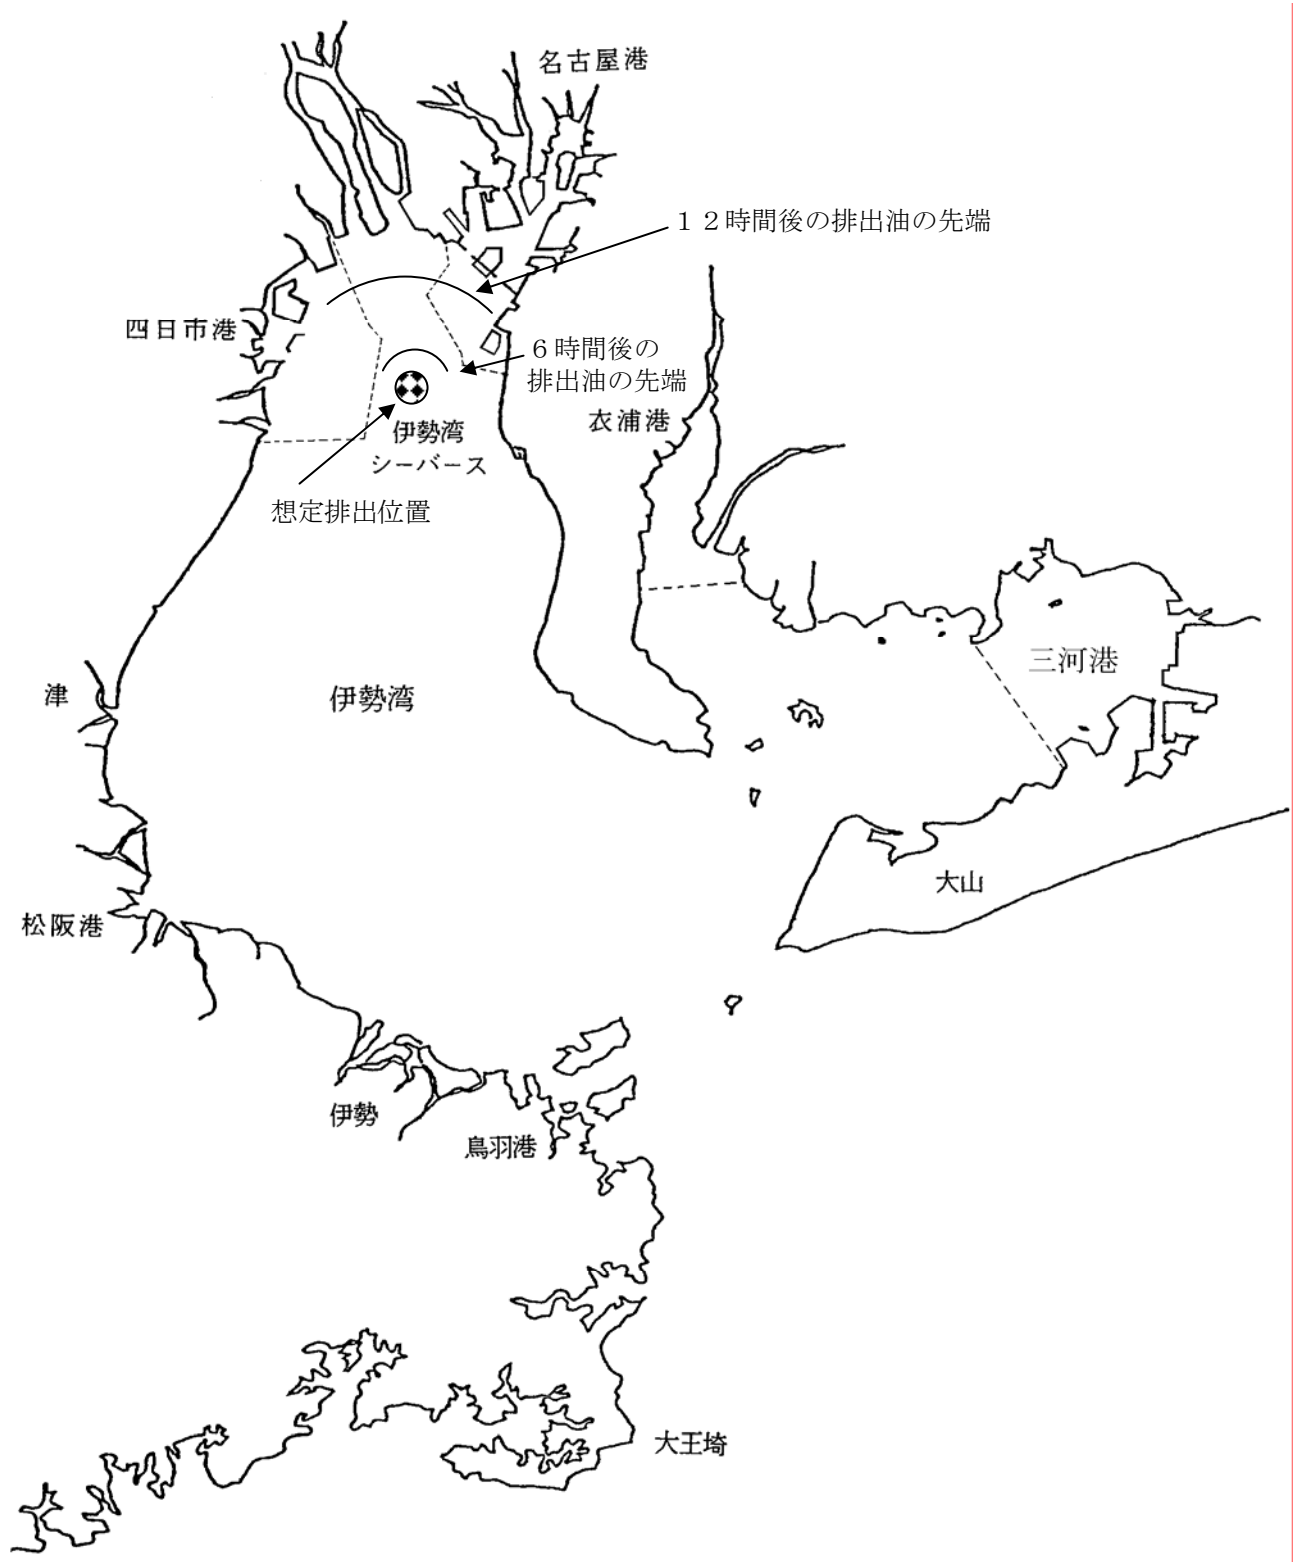 名古屋港
１２時間後の排出油の先端
四日市港
６時間後の
排出油の先端
衣浦港
伊勢湾
シーバース
想定排出位置
三河港
津
伊勢湾
大山
松阪港
伊勢
鳥羽港
大王埼